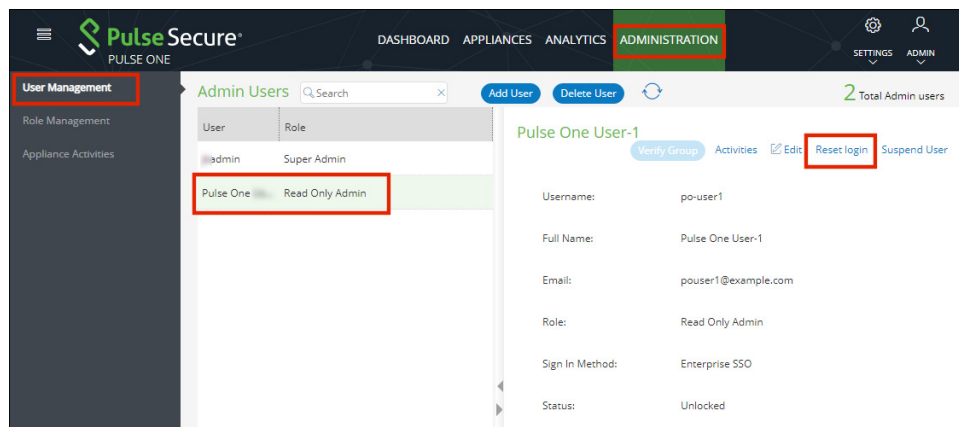 Pulse Secure
PULSE ONE
DASHBOARD APPLIANCES ANALYTICS ADMINISTRATION
SETTINGS ADMIN
User Management
Role Management
Appliance Activities
Admin Users Search × Add User Delete User
2 Total Admin users
User Role
admin Super Admin
Pulse One Read Only Admin
Pulse One User-1
Verify Group Activities Edit Reset login Suspend User
Username: po-user1
Full Name: Pulse One User-1
Email: pouser1@example.com
Role: Read Only Admin
Sign In Method: Enterprise SSO
Status: Unlocked